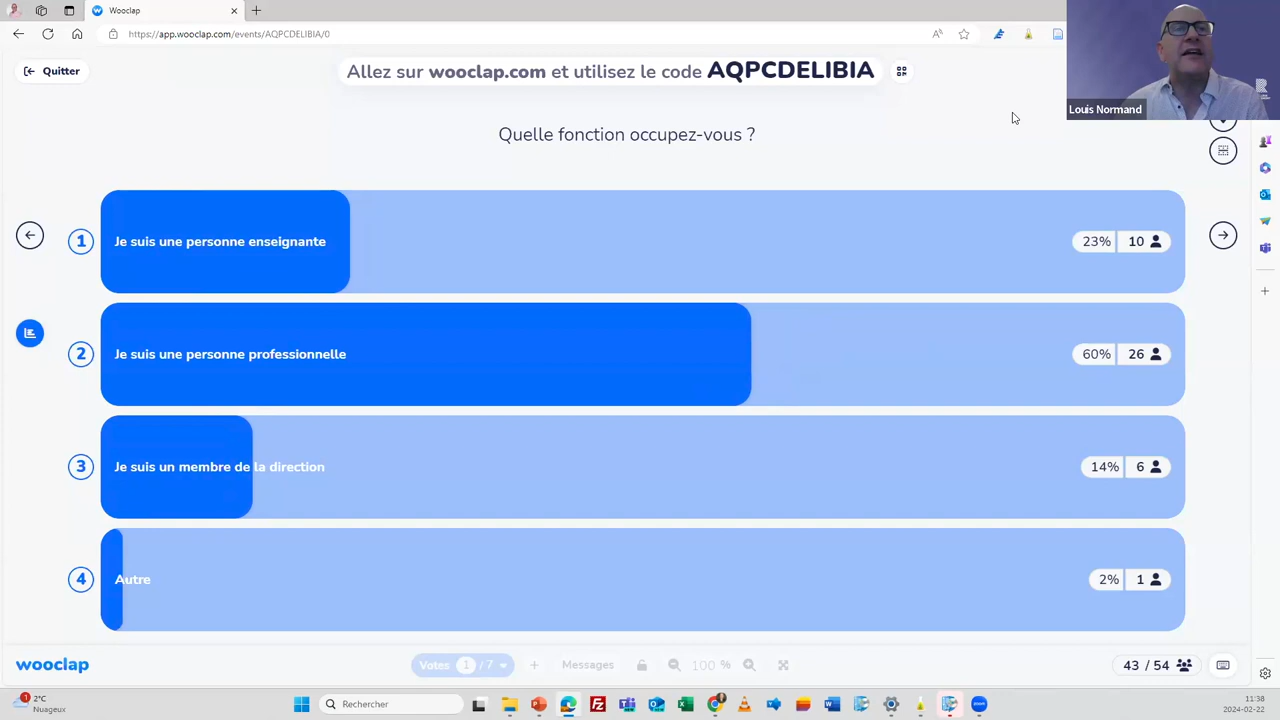 Wooclap
https://app.wooclap.com/events/AQPCDELIBIA/0
Quitter
Allez sur wooclap.com et utilisez le code AQPCDELIBIA
Louis Normand
Quelle fonction occupez-vous ?
1 Je suis une personne enseignante 23% 10
2 Je suis une personne professionnelle 60% 26
3 Je suis un membre de la direction 14% 6
4 Autre 2% 1
wooclap
Votes 1 / 7
Messages
100 %
43 / 54
1
2°C
Nuageux
Rechercher
11:38
2024-02-22